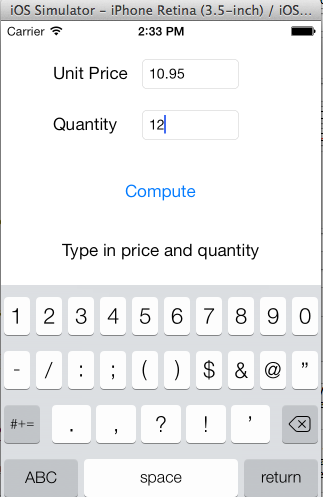 iOS Simulator - iPhone Retina (3.5-inch) / iOS...
Carrier 2:33 PM
Unit Price 10.95
Quantity 12
Compute
Type in price and quantity
1 2 3 4 5 6 7 8 9 0
- / : ; ( ) $ & @ "
#+= . , ? ! '
ABC space return